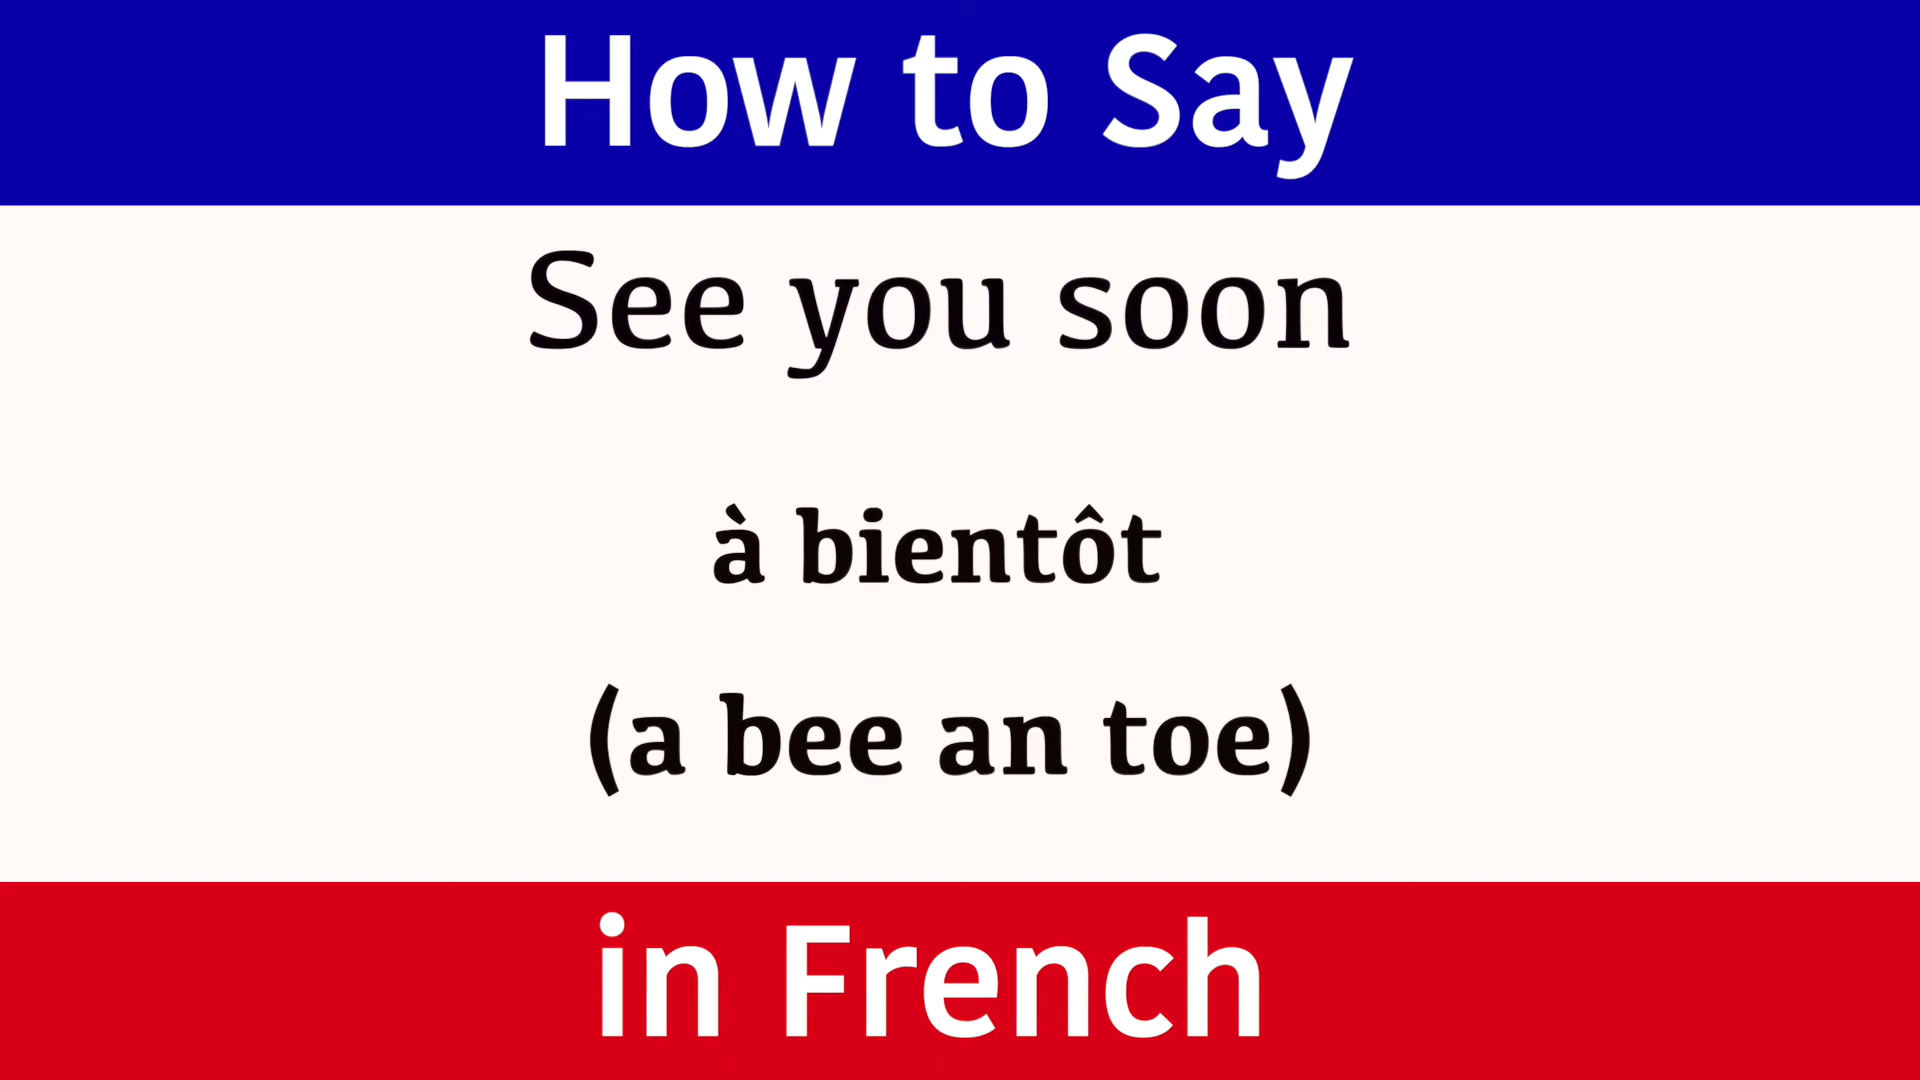 How to Say
See you soon
à bientôt
(a bee an toe)
in French